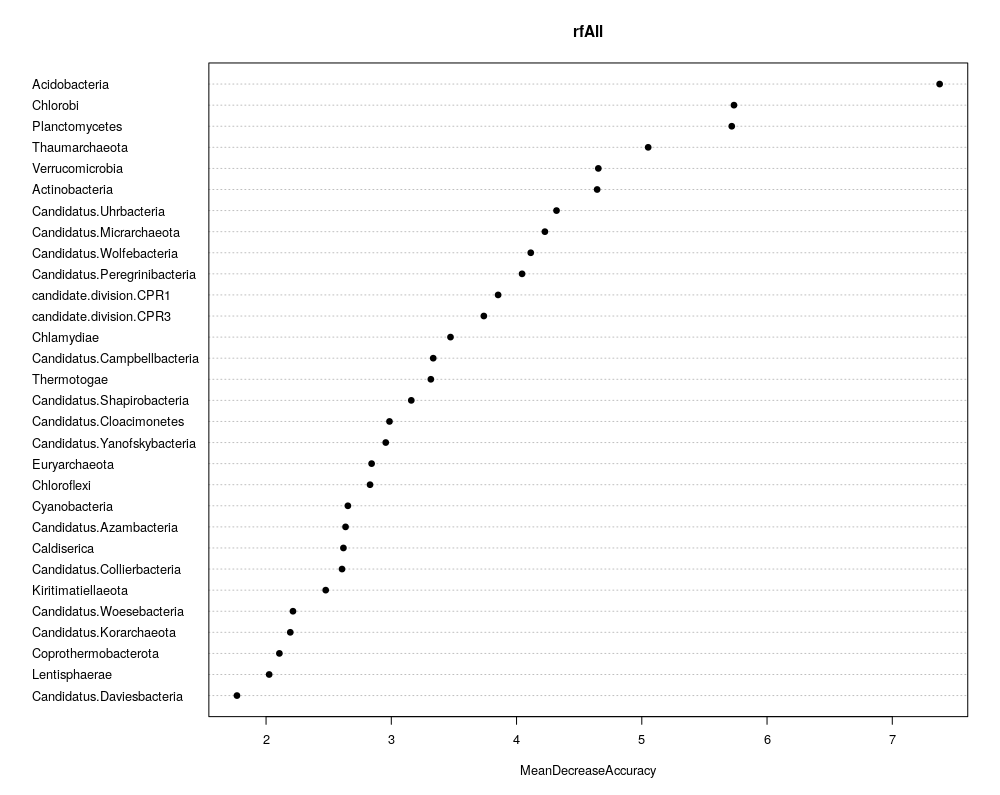 rfAll
Acidobacteria
Chlorobi
Planctomycetes
Thaumarchaeota
Verrucomicrobia
Actinobacteria
Candidatus.Uhrbacteria
Candidatus.Micrarchaeota
Candidatus.Wolfebacteria
Candidatus.Peregrinibacteria
candidate.division.CPR1
candidate.division.CPR3
Chlamydiae
Candidatus.Campbellbacteria
Thermotogae
Candidatus.Shapirobacteria
Candidatus.Cloacimonetes
Candidatus.Yanofskybacteria
Euryarchaeota
Chloroflexi
Cyanobacteria
Candidatus.Azambacteria
Caldiserica
Candidatus.Collierbacteria
Kiritimatiellaeota
Candidatus.Woesebacteria
Candidatus.Korarchaeota
Coprothermobacterota
Lentisphaerae
Candidatus.Daviesbacteria
2 3 4 5 6 7
MeanDecreaseAccuracy